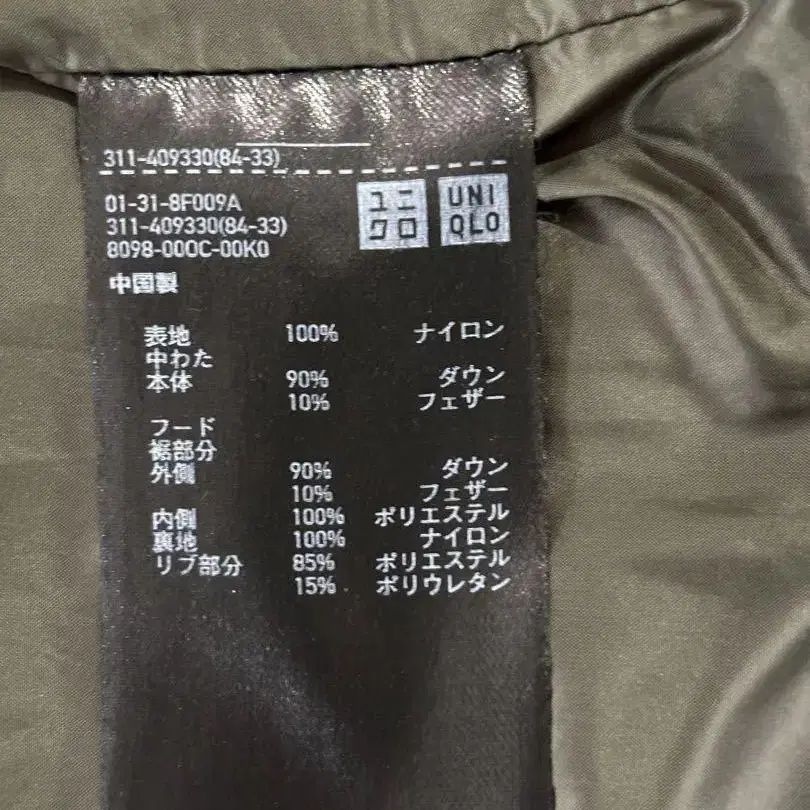 311-409330(84-33)
01-31-8F009A
311-409330(84-33)
8098-000C-00K0
ユニクロ
UNIQLO
中国製
表地 100% ナイロン
中わた
本体 90% ダウン
10% フェザー
フード
裾部分
外側 90% ダウン
10% フェザー
内側 100% ポリエステル
裏地 100% ナイロン
リブ部分 85% ポリエステル
15% ポリウレタン